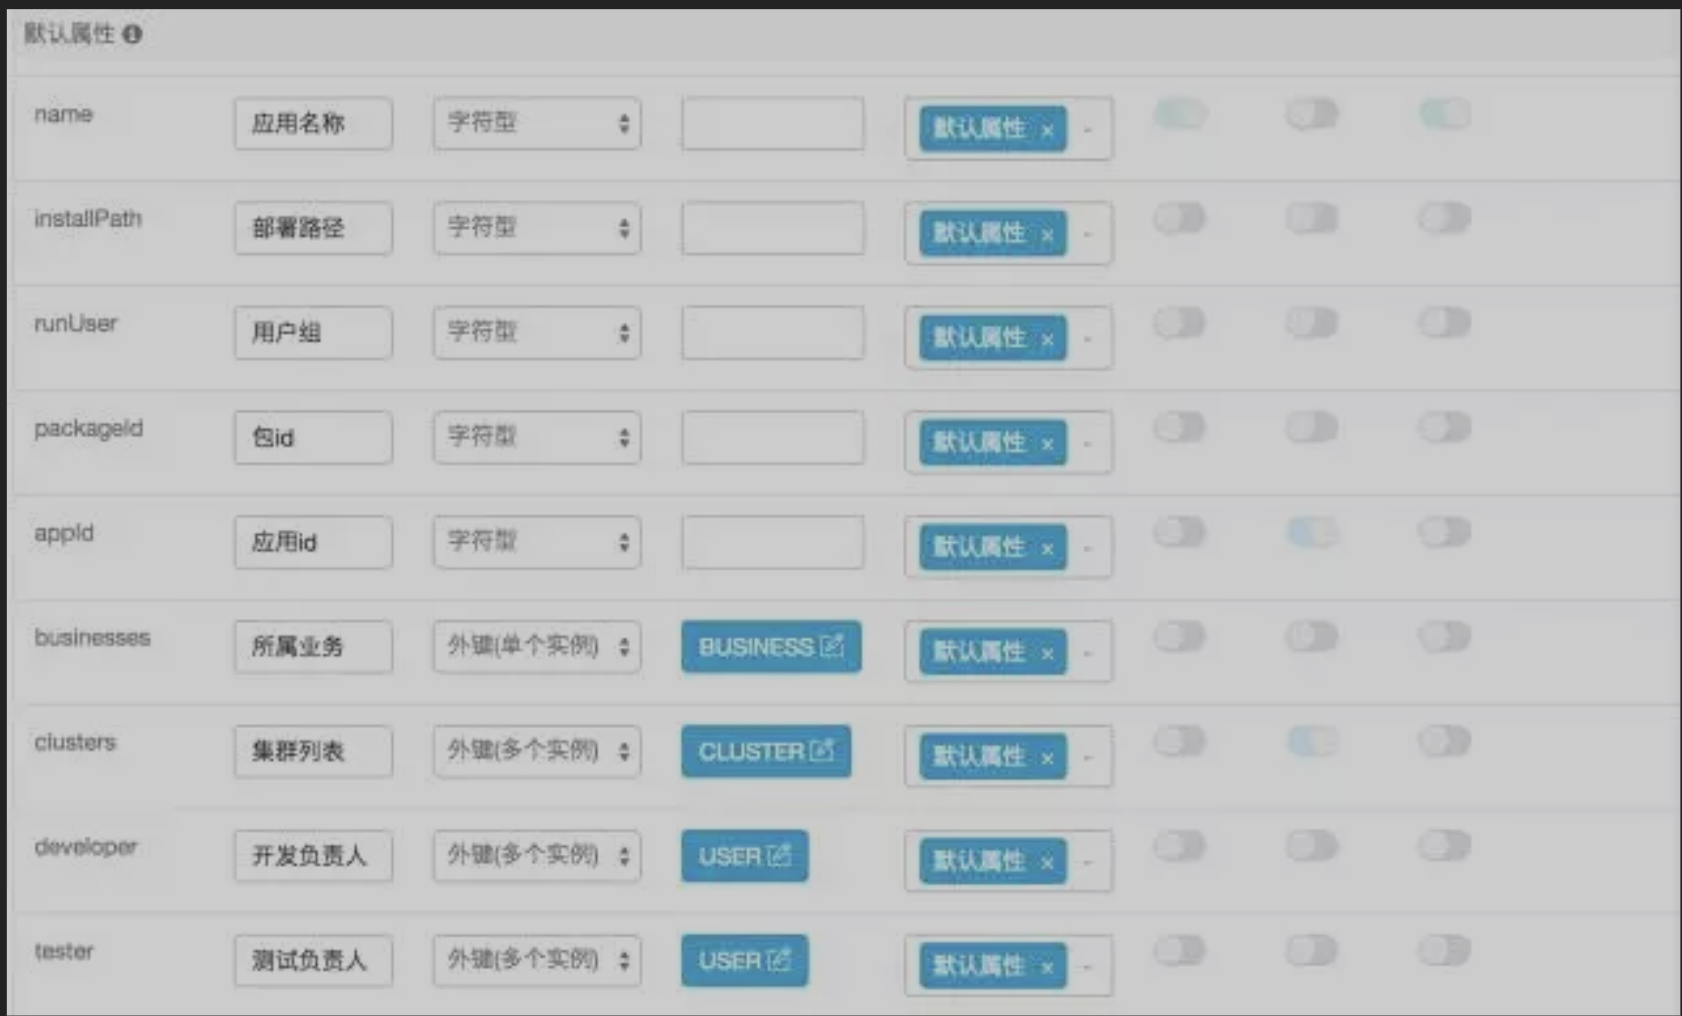 默认属性
name 应用名称 字符型 默认属性 × -
installPath 部署路径 字符型 默认属性 × -
runUser 用户组 字符型 默认属性 × -
packageId 包id 字符型 默认属性 × -
appId 应用id 字符型 默认属性 × -
businesses 所属业务 外键(单个实例) BUSINESS 默认属性 × -
clusters 集群列表 外键(多个实例) CLUSTER 默认属性 × -
developer 开发负责人 外键(多个实例) USER 默认属性 × -
tester 测试负责人 外键(多个实例) USER 默认属性 × -